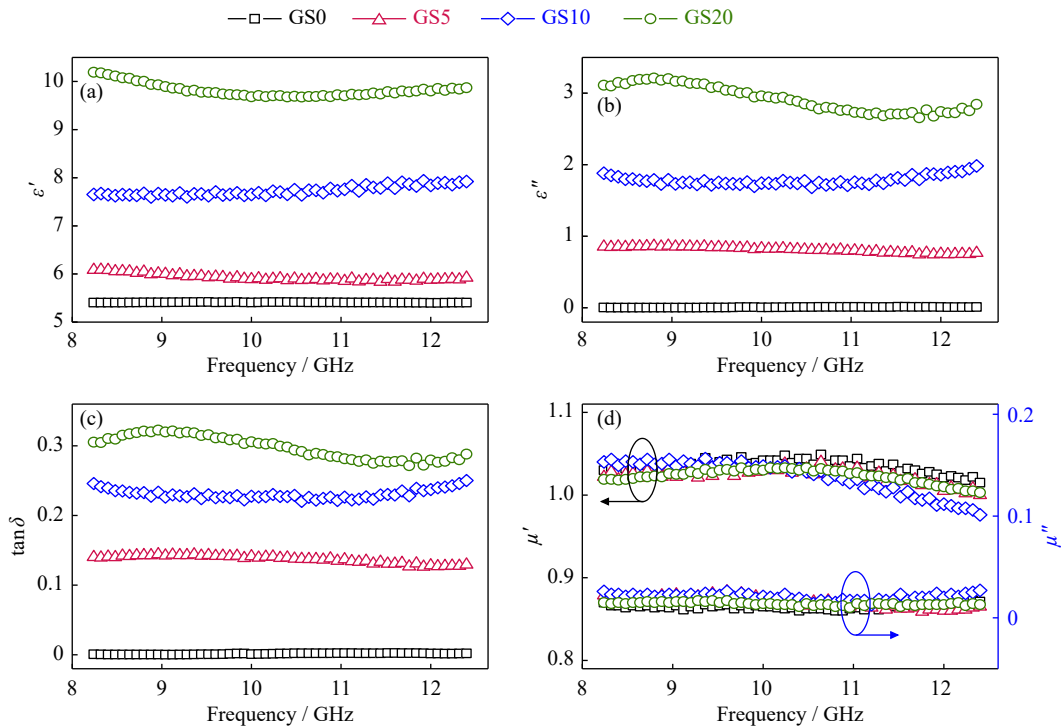 GS0 GS5 GS10 GS20
(a)
10
9
8
7
6
5
ε′
8 9 10 11 12
Frequency / GHz
(b)
3
2
1
0
ε″
8 9 10 11 12
Frequency / GHz
(c)
0.3
0.2
0.1
0
tan δ
8 9 10 11 12
Frequency / GHz
(d)
1.1
1.0
0.9
0.8
μ′
0.2
0.1
0
μ″
8 9 10 11 12
Frequency / GHz